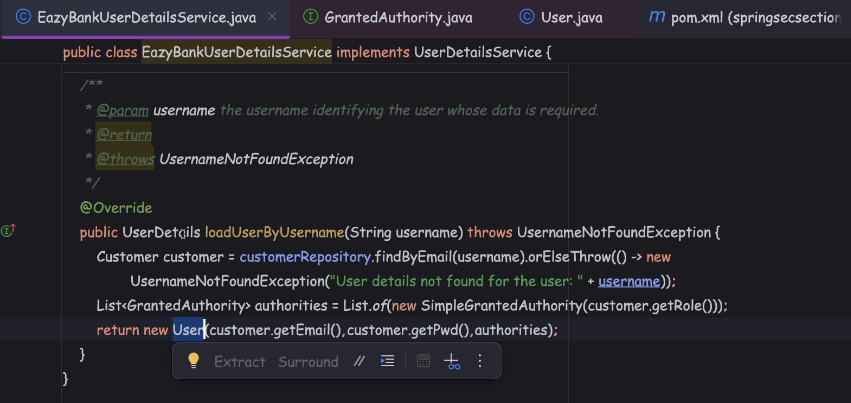 EazyBankUserDetailsService.java × GrantedAuthority.java User.java pom.xml (springsecsection
public class EazyBankUserDetailsService implements UserDetailsService {
/**
* @param username the username identifying the user whose data is required.
* @return
* @throws UsernameNotFoundException
*/
@Override
public UserDetails loadUserByUsername(String username) throws UsernameNotFoundException {
Customer customer = customerRepository.findByEmail(username).orElseThrow(() -> new
UsernameNotFoundException("User details not found for the user: " + username));
List<GrantedAuthority> authorities = List.of(new SimpleGrantedAuthority(customer.getRole()));
return new User(customer.getEmail(),customer.getPwd(),authorities);
}
Extract Surround //
}